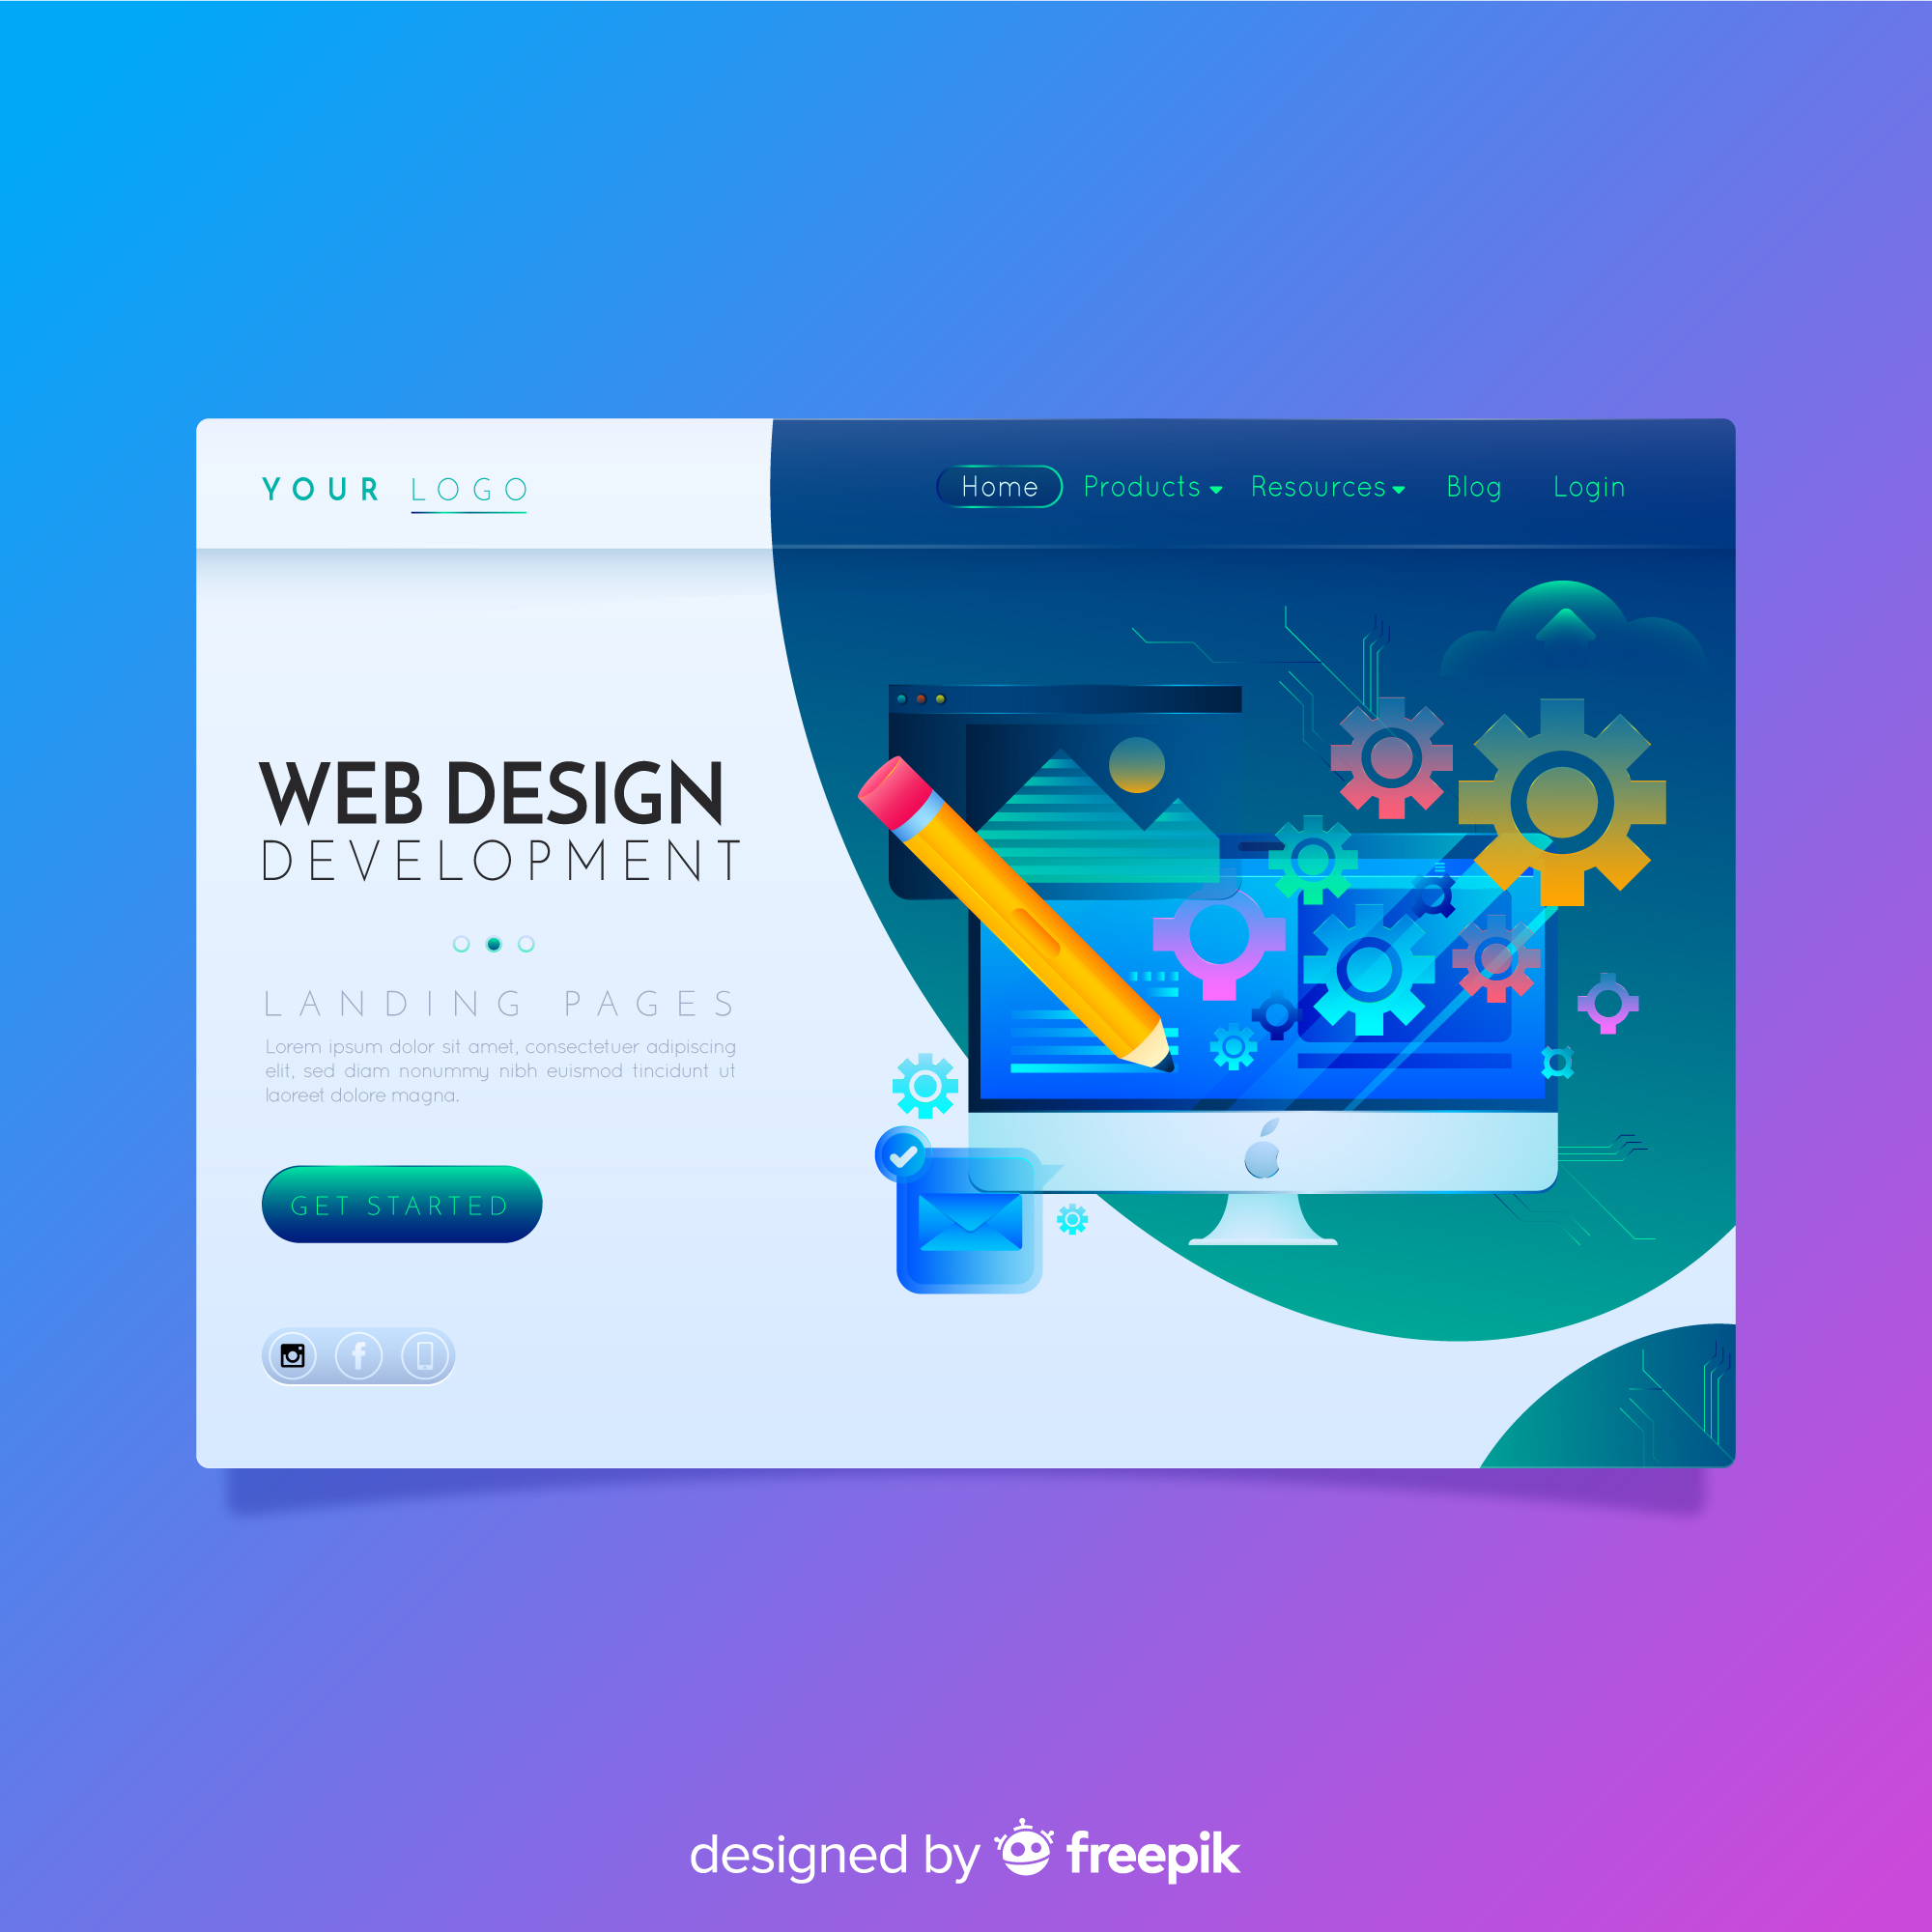 YOUR LOGO
Home Products Resources Blog Login
WEB DESIGN
DEVELOPMENT
LANDING PAGES
Lorem ipsum dolor sit amet, consectetuer adipiscing
elit, sed diam nonummy nibh euismod tincidunt ut
laoreet dolore magna.
GET STARTED
designed by freepik